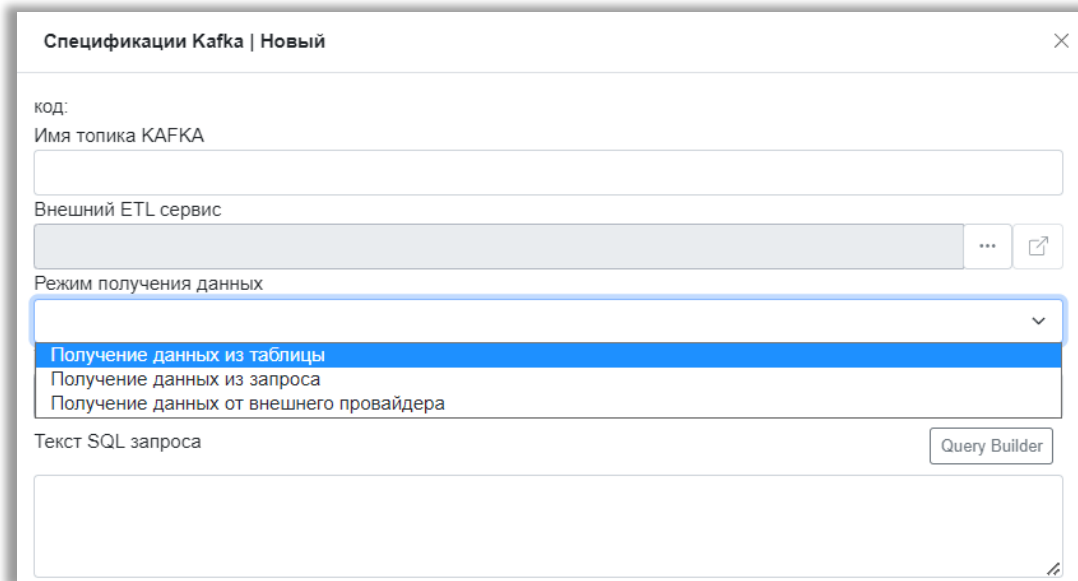 Спецификации Kafka | Новый
код:
Имя топика KAFKA
Внешний ETL сервис
...
Режим получения данных
Получение данных из таблицы
Получение данных из запроса
Получение данных от внешнего провайдера
Текст SQL запроса
Query Builder